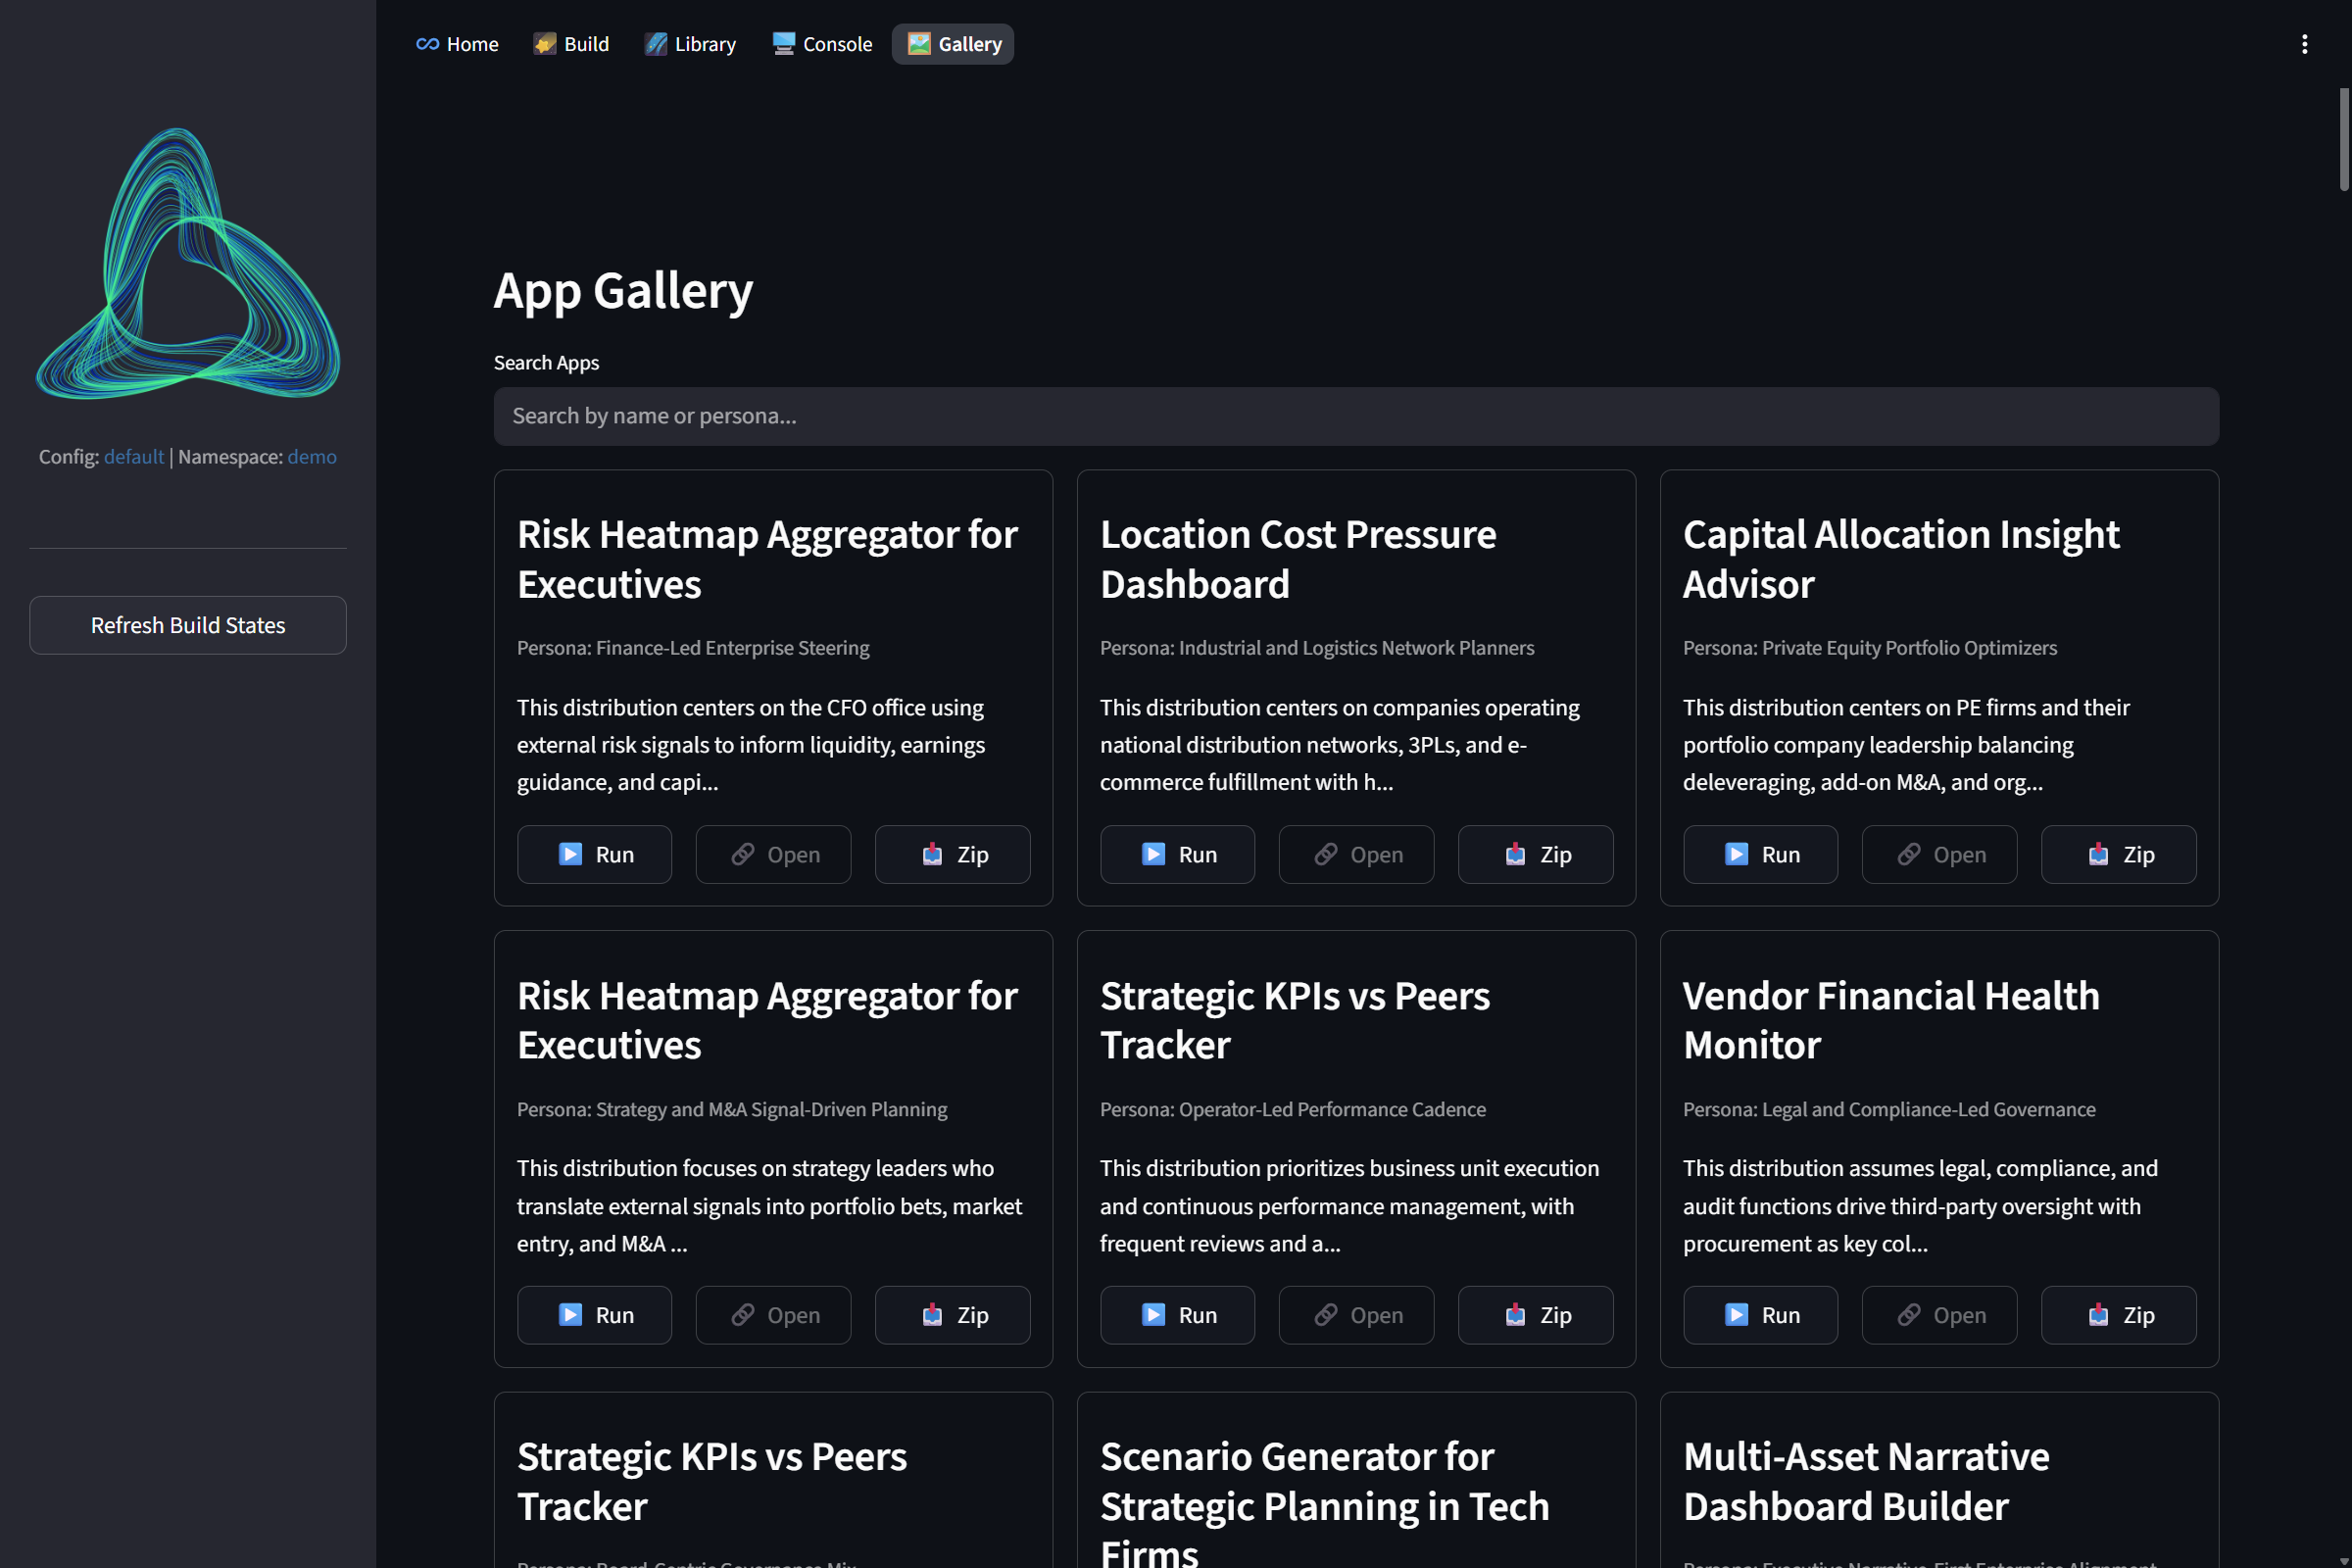 Home Build Library Console Gallery
Config: default | Namespace: demo
Refresh Build States
App Gallery
Search Apps
Search by name or persona...
Risk Heatmap Aggregator for
Executives
Persona: Finance-Led Enterprise Steering
This distribution centers on the CFO office using
external risk signals to inform liquidity, earnings
guidance, and capi...
Run Open Zip
Location Cost Pressure
Dashboard
Persona: Industrial and Logistics Network Planners
This distribution centers on companies operating
national distribution networks, 3PLs, and e-
commerce fulfillment with h...
Run Open Zip
Capital Allocation Insight
Advisor
Persona: Private Equity Portfolio Optimizers
This distribution centers on PE firms and their
portfolio company leadership balancing
deleveraging, add-on M&A, and org...
Run Open Zip
Risk Heatmap Aggregator for
Executives
Persona: Strategy and M&A Signal-Driven Planning
This distribution focuses on strategy leaders who
translate external signals into portfolio bets, market
entry, and M&A ...
Run Open Zip
Strategic KPIs vs Peers
Tracker
Persona: Operator-Led Performance Cadence
This distribution prioritizes business unit execution
and continuous performance management, with
frequent reviews and a...
Run Open Zip
Vendor Financial Health
Monitor
Persona: Legal and Compliance-Led Governance
This distribution assumes legal, compliance, and
audit functions drive third-party oversight with
procurement as key col...
Run Open Zip
Strategic KPIs vs Peers
Tracker
Persona: Board-Centric Governance Mix
Scenario Generator for
Strategic Planning in Tech
Firms
Multi-Asset Narrative
Dashboard Builder
Persona: Executive Narrative-First Enterprise Alignment